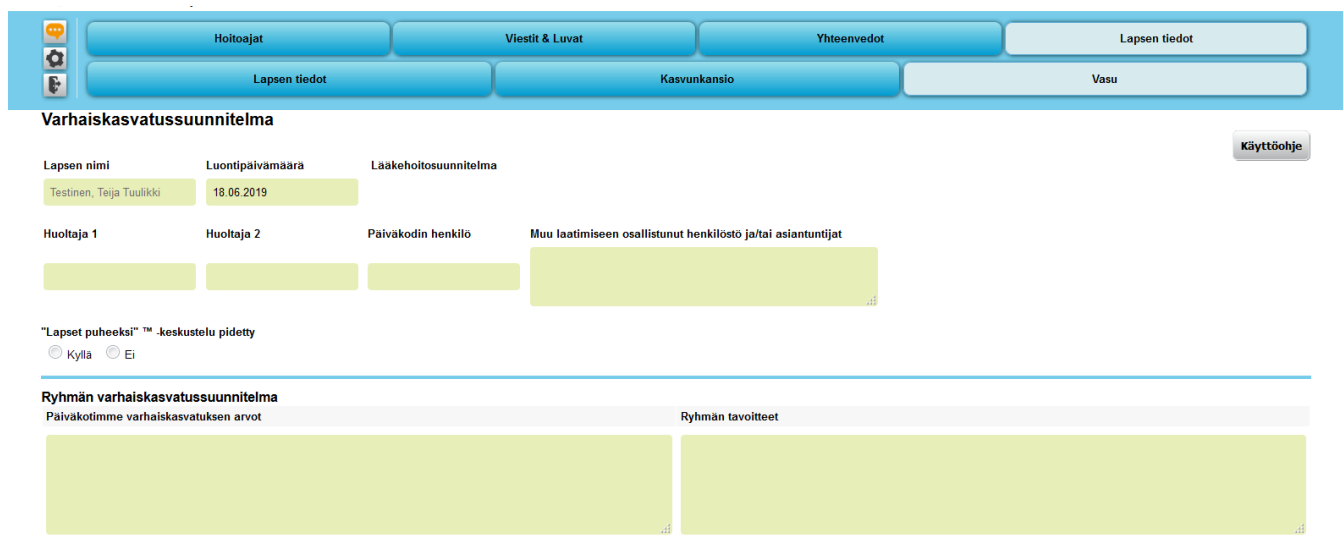 Hoitoajat Viestit & Luvat Yhteenvedot Lapsen tiedot
Lapsen tiedot Kasvunkansio Vasu
Varhaiskasvatussuunnitelma
Käyttöohje
Lapsen nimi Luontipäivämäärä Lääkehoitosuunnitelma
Testinen, Teija Tuulikki 18.06.2019
Huoltaja 1 Huoltaja 2 Päiväkodin henkilö Muu laatimiseen osallistunut henkilöstö ja/tai asiantuntijat
"Lapset puheeksi" ™ -keskustelu pidetty
Kyllä Ei
Ryhmän varhaiskasvatussuunnitelma
Päiväkotimme varhaiskasvatuksen arvot Ryhmän tavoitteet